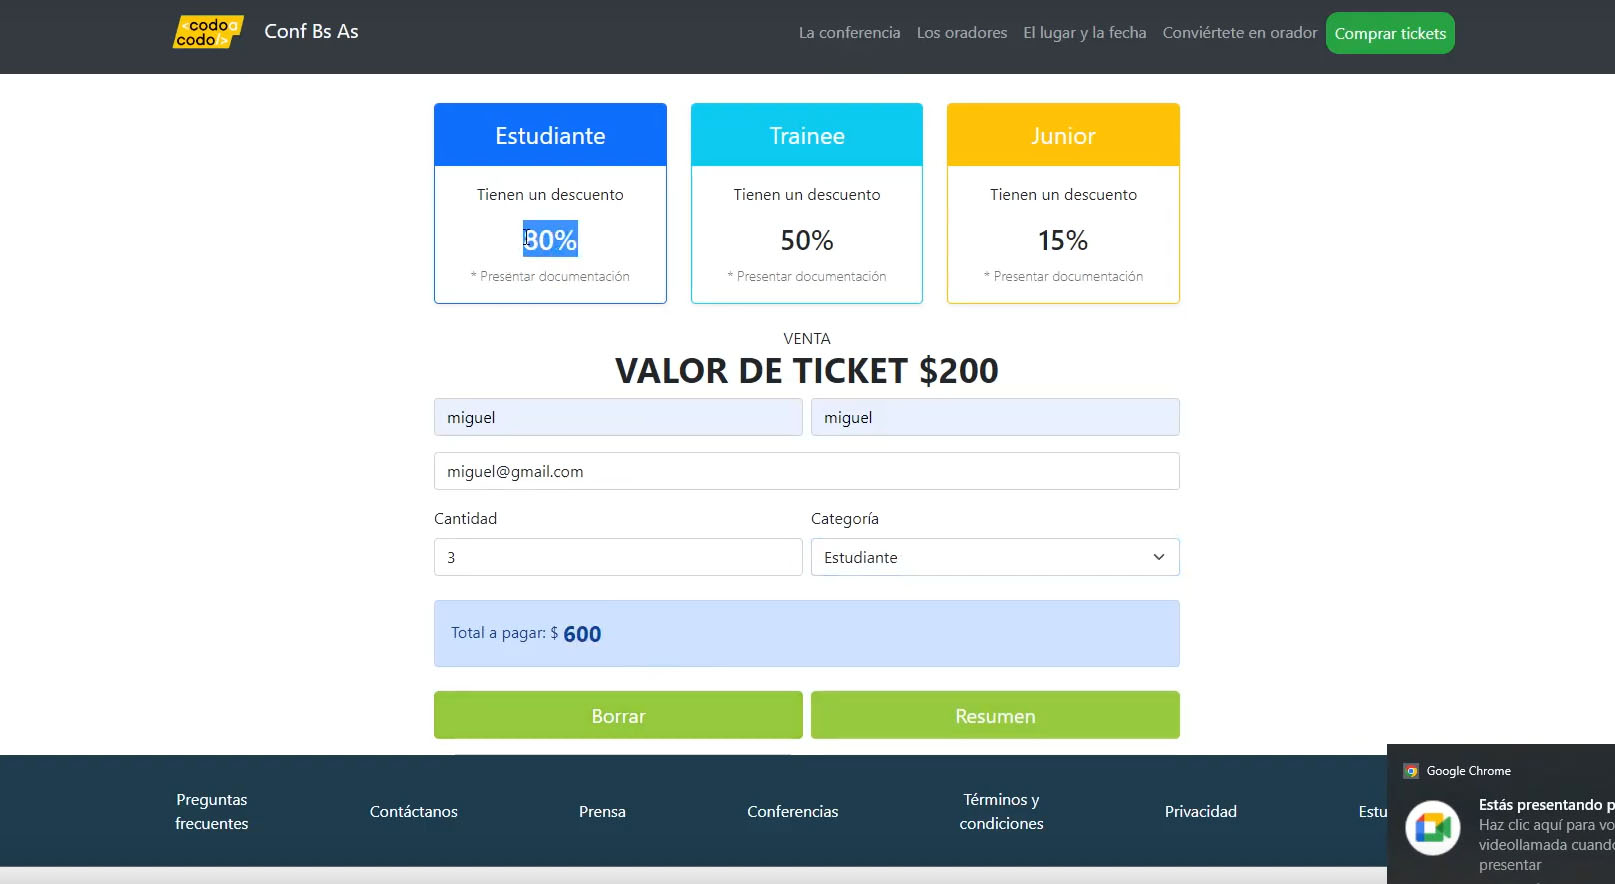 <codoa
codo/>
Conf Bs As
La conferencia
Los oradores
El lugar y la fecha
Conviértete en orador
Comprar tickets
Estudiante
Tienen un descuento
80%
* Presentar documentación
Trainee
Tienen un descuento
50%
* Presentar documentación
Junior
Tienen un descuento
15%
* Presentar documentación
VENTA
VALOR DE TICKET $200
miguel
miguel
miguel@gmail.com
Cantidad
Categoría
3
Estudiante
Total a pagar: $ 600
Borrar
Resumen
Preguntas
frecuentes
Contáctanos
Prensa
Conferencias
Términos y
condiciones
Privacidad
Estu
Google Chrome
Estás presentando p
Haz clic aquí para vo
videollamada cuando
presentar